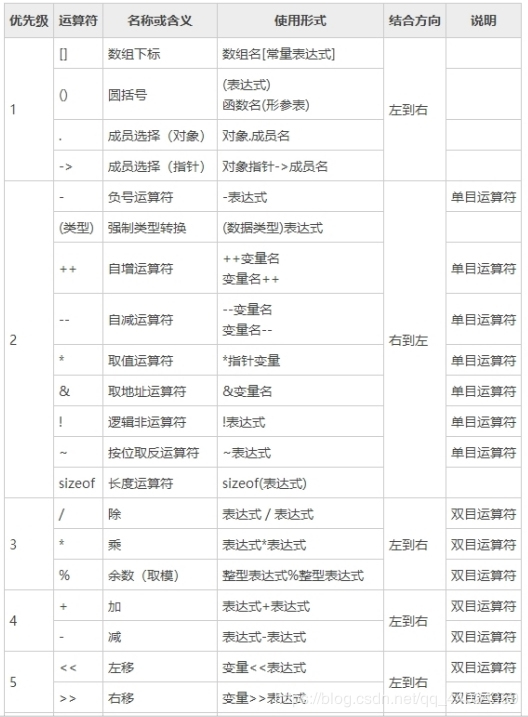 优先级 运算符 名称或含义 使用形式 结合方向 说明
1 [] 数组下标 数组名[常量表达式] 左到右
() 圆括号 (表达式)
函数名(形参表)
. 成员选择（对象） 对象.成员名
-> 成员选择（指针） 对象指针->成员名
2 - 负号运算符 -表达式 右到左 单目运算符
(类型) 强制类型转换 (数据类型)表达式
++ 自增运算符 ++变量名 单目运算符
变量名++
-- 自减运算符 --变量名 单目运算符
变量名--
* 取值运算符 *指针变量 单目运算符
& 取地址运算符 &变量名 单目运算符
! 逻辑非运算符 !表达式 单目运算符
~ 按位取反运算符 ~表达式 单目运算符
sizeof 长度运算符 sizeof(表达式)
3 / 除 表达式 / 表达式 左到右 双目运算符
* 乘 表达式*表达式 双目运算符
% 余数（取模） 整型表达式%整型表达式 双目运算符
4 + 加 表达式+表达式 左到右 双目运算符
- 减 表达式-表达式 双目运算符
5 << 左移 变量<<表达式 左到右 双目运算符
>> 右移 变量>>表达式 双目运算符